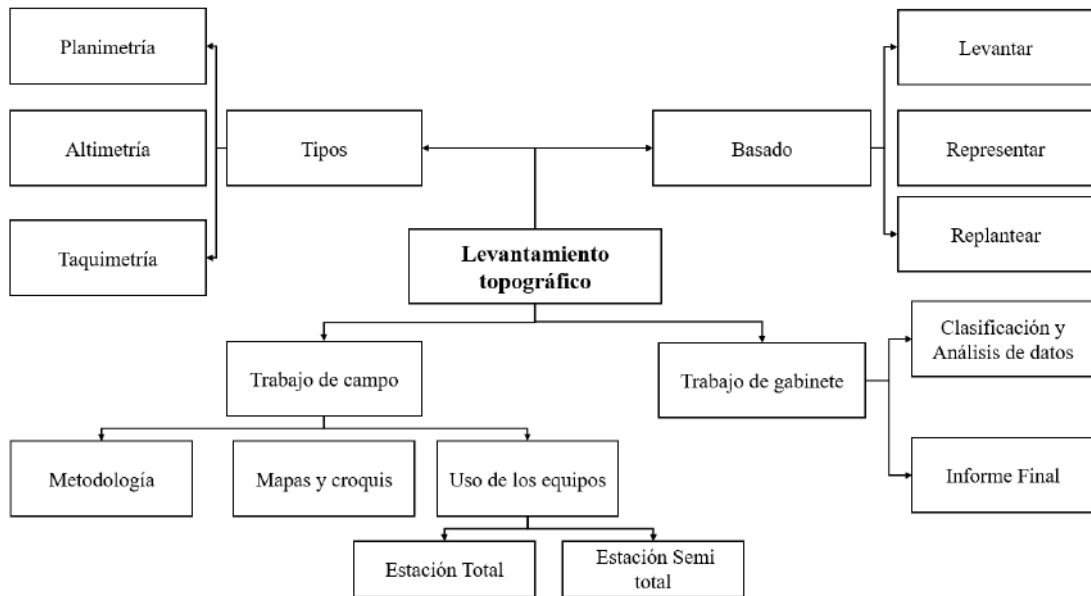 Planimetría
Levantar
Altimetría
Tipos
Basado
Representar
Taquimetría
Replantear
Levantamiento
topográfico
Clasificación y
Análisis de datos
Trabajo de campo
Trabajo de gabinete
Metodología
Mapas y croquis
Uso de los equipos
Informe Final
Estación Total
Estación Semi
total